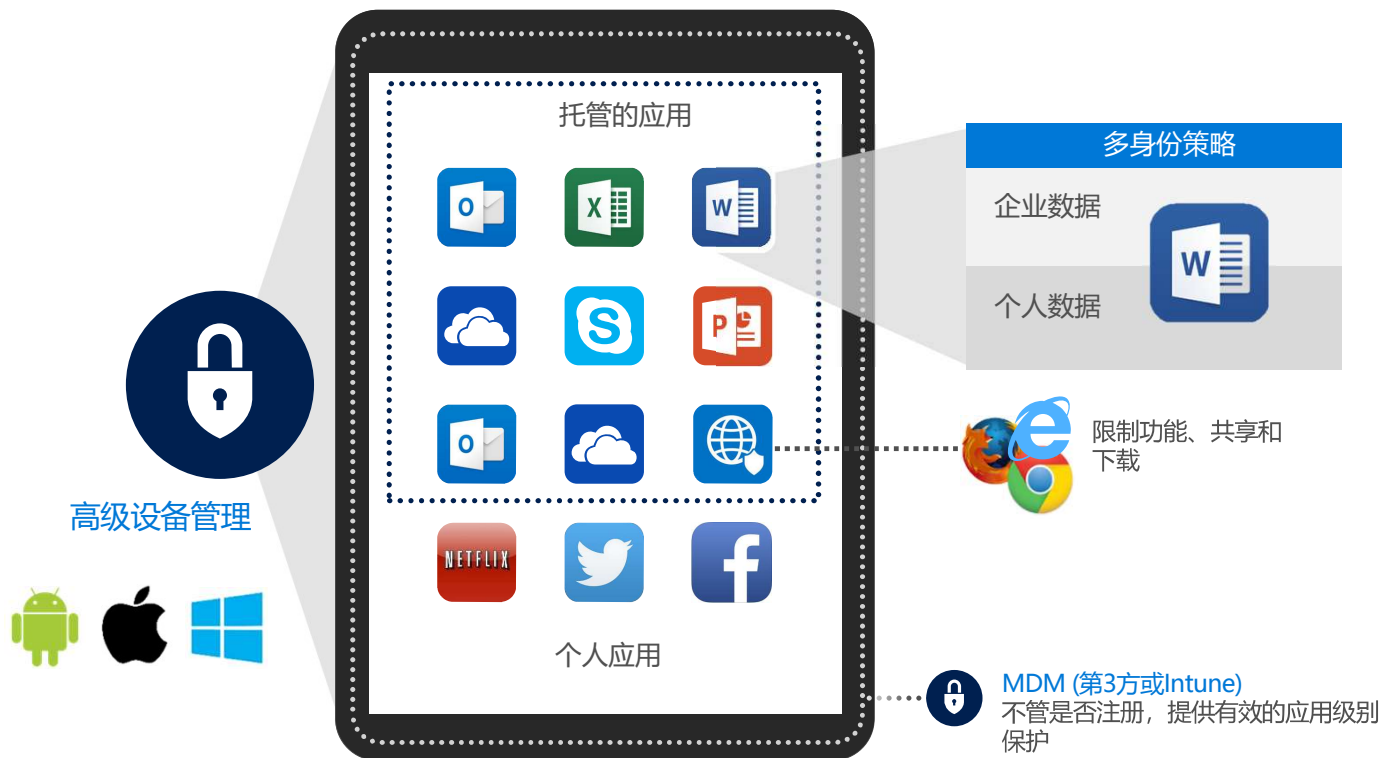 托管的应用
多身份策略
企业数据
O
X
W
W
个人数据
S
P
O
限制功能、共享和
下载
高级设备管理
NETFLIX
个人应用
MDM (第3方或Intune)
不管是否注册，提供有效的应用级别
保护